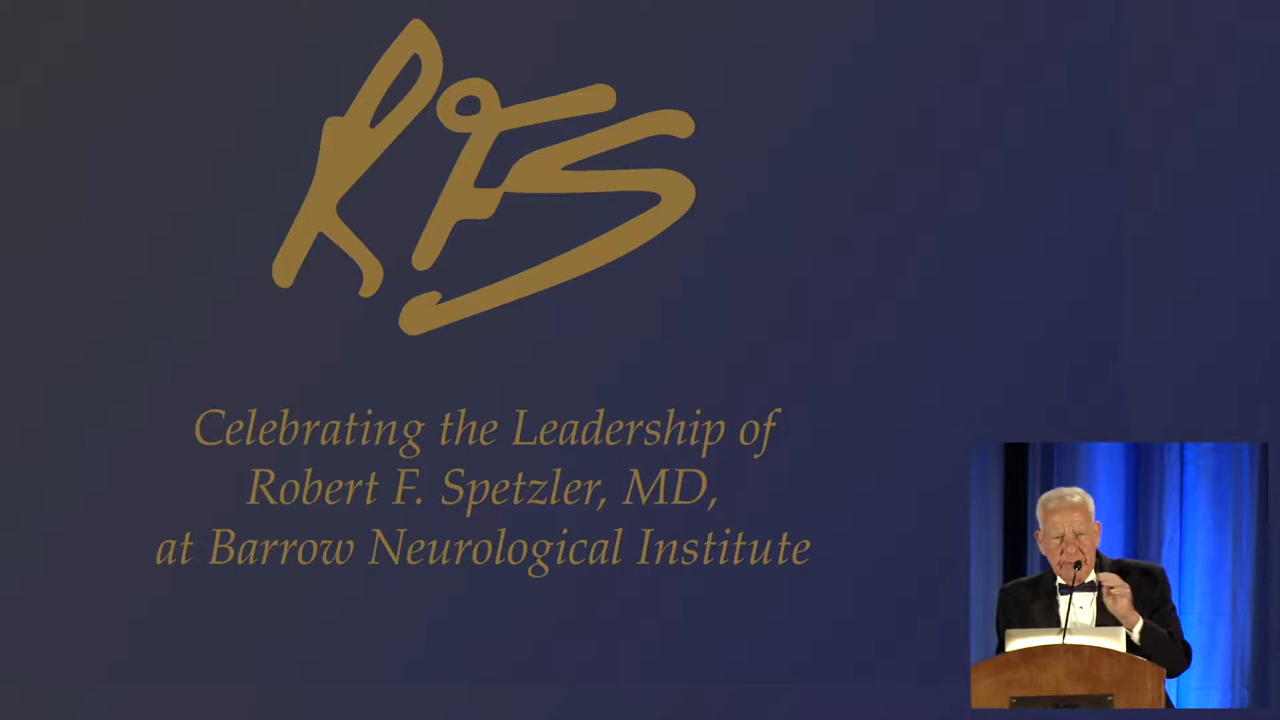 RFS
Celebrating the Leadership of
Robert F. Spetzler, MD,
at Barrow Neurological Institute